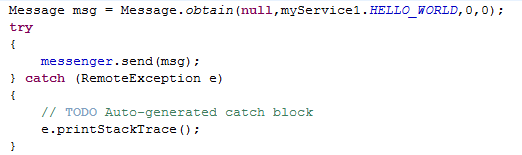 Message msg = Message.obtain(null,myService1.HELLO_WORLD,0,0);
try
{
    messenger.send(msg);
} catch (RemoteException e)
{
    // TODO Auto-generated catch block
    e.printStackTrace();
}